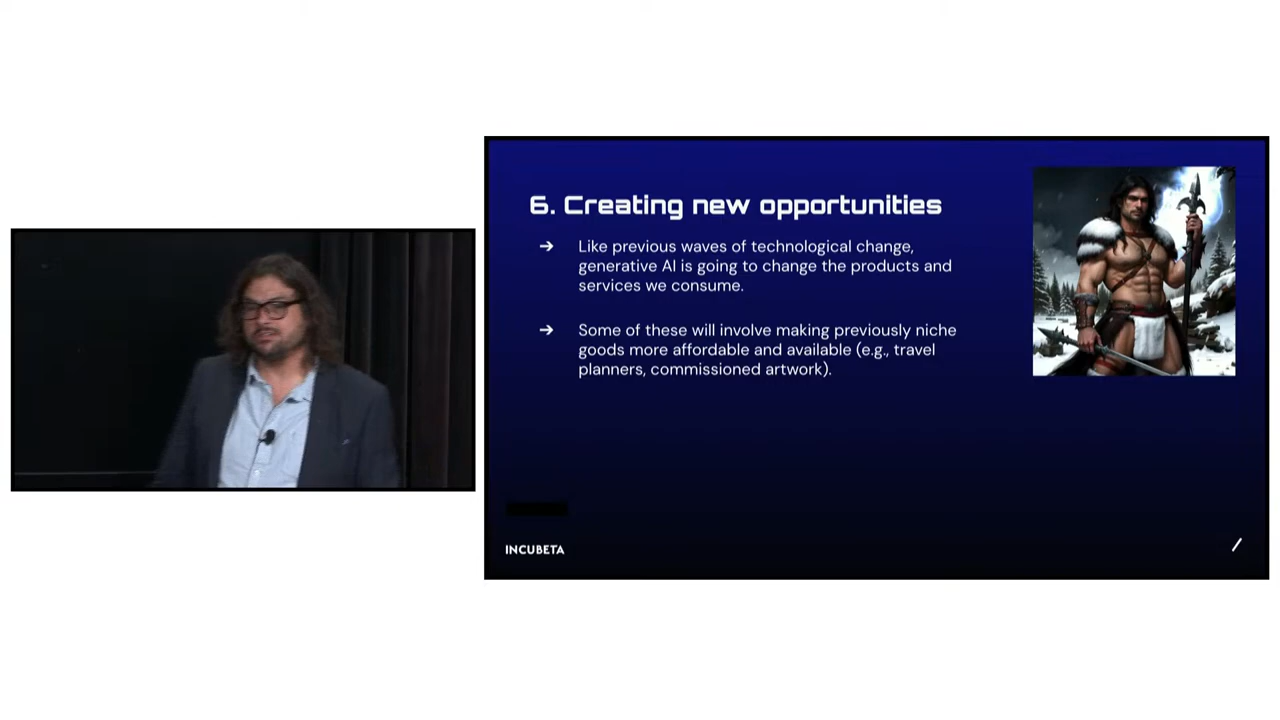 6. Creating new opportunities
➔ Like previous waves of technological change,
generative AI is going to change the products and
services we consume.
➔ Some of these will involve making previously niche
goods more affordable and available (e.g., travel
planners, commissioned artwork).
INCUBETA
/